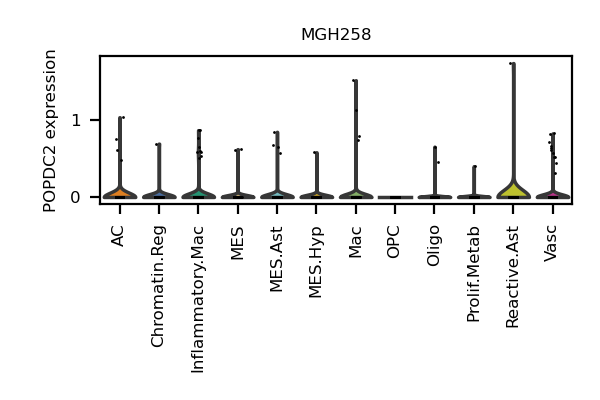 MGH258
POPDC2 expression
1
0
AC
Chromatin.Reg
Inflammatory.Mac
MES
MES.Ast
MES.Hyp
Mac
OPC
Oligo
Prolif.Metab
Reactive.Ast
Vasc